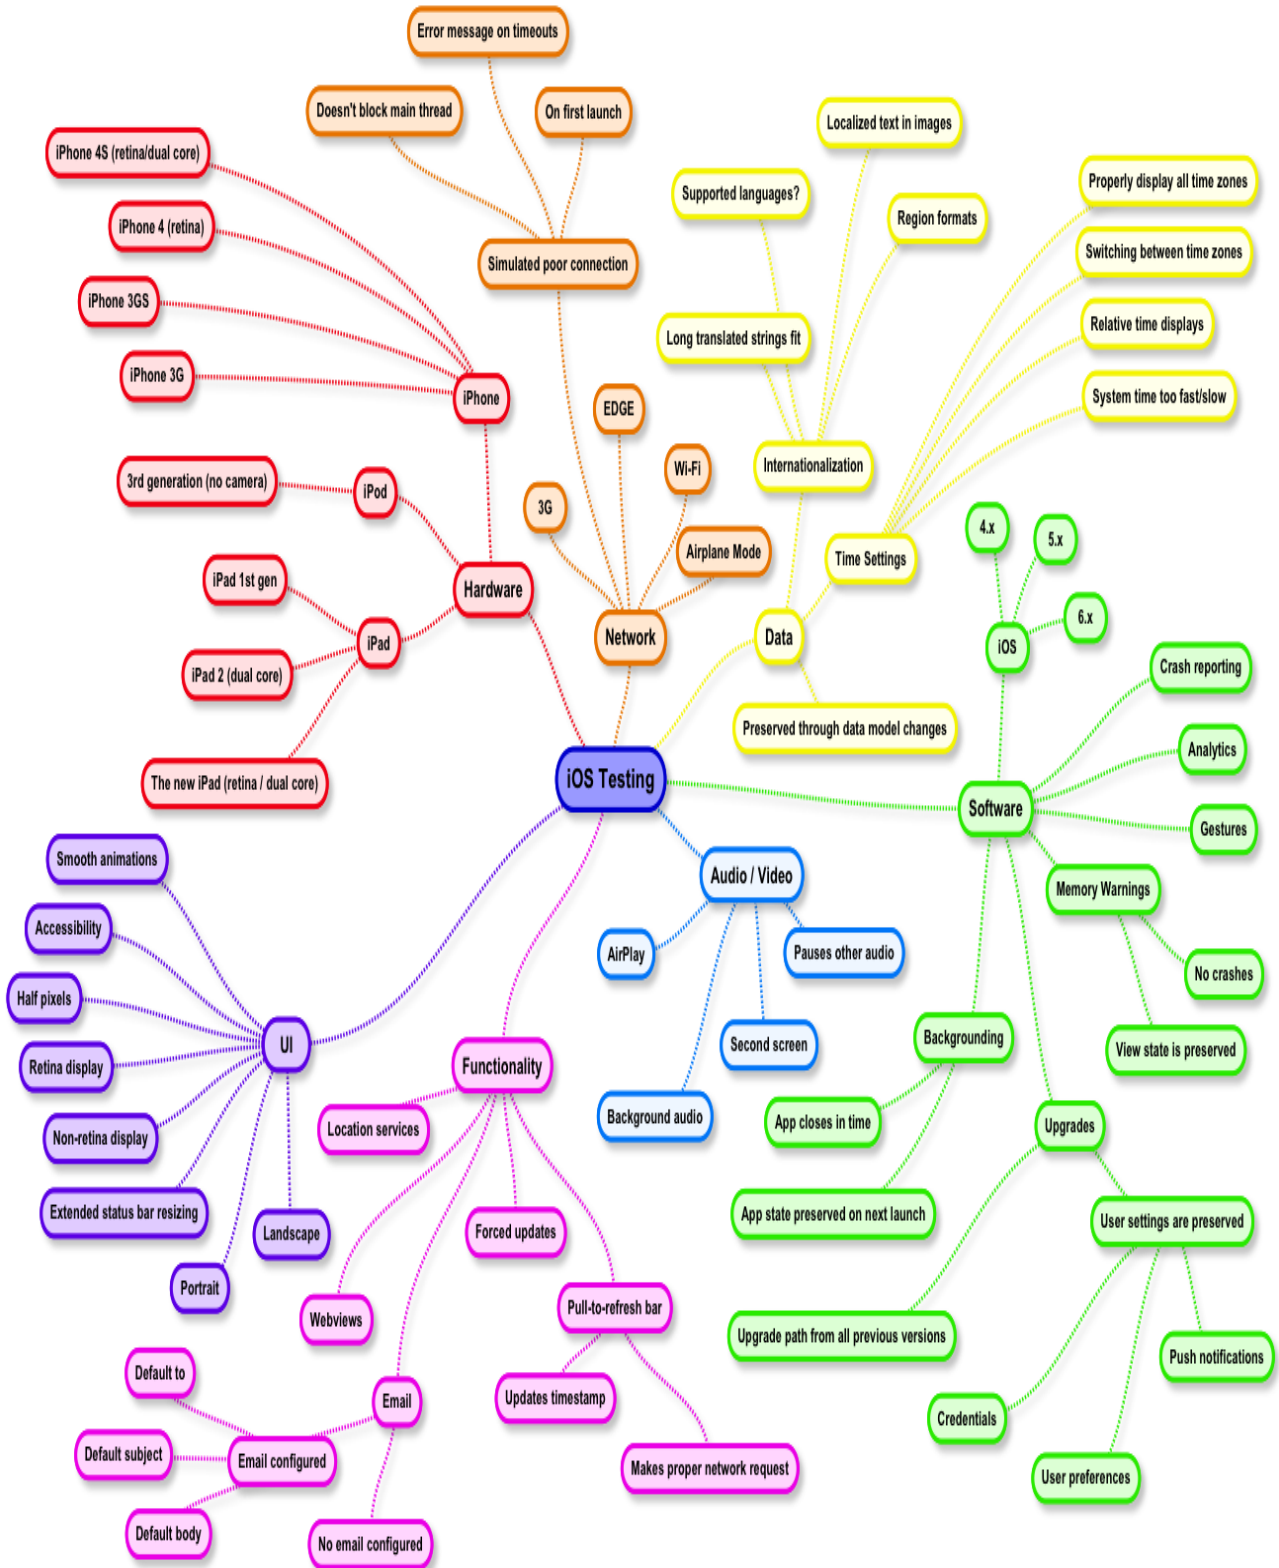 Error message on timeouts
Doesn't block main thread
On first launch
Simulated poor connection
EDGE
Wi-Fi
3G
Airplane Mode
Network
iPhone 4S (retina/dual core)
iPhone 4 (retina)
iPhone 3GS
iPhone 3G
iPhone
3rd generation (no camera)
iPod
iPad 1st gen
iPad 2 (dual core)
The new iPad (retina / dual core)
iPad
Hardware
Localized text in images
Supported languages?
Region formats
Long translated strings fit
Internationalization
Properly display all time zones
Switching between time zones
Relative time displays
System time too fast/slow
Time Settings
Data
Preserved through data model changes
iOS Testing
4.x
5.x
6.x
iOS
Crash reporting
Analytics
Gestures
Software
Memory Warnings
No crashes
View state is preserved
Backgrounding
App closes in time
App state preserved on next launch
Upgrades
User settings are preserved
Upgrade path from all previous versions
Push notifications
Credentials
User preferences
Audio / Video
AirPlay
Pauses other audio
Second screen
Background audio
Smooth animations
Accessibility
Half pixels
Retina display
Non-retina display
Extended status bar resizing
Portrait
Landscape
UI
Functionality
Location services
Forced updates
Webviews
Pull-to-refresh bar
Updates timestamp
Makes proper network request
Email
Default to
Default subject
Email configured
Default body
No email configured